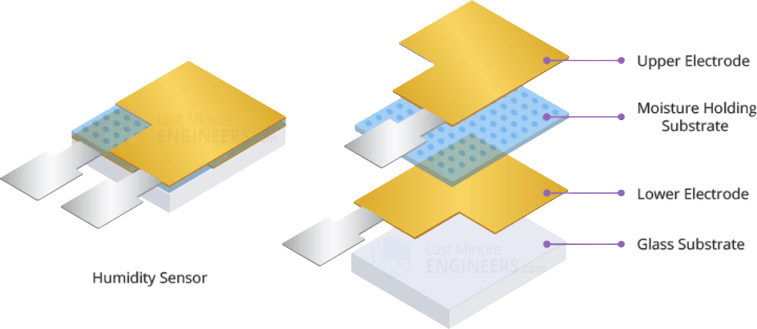 Upper Electrode
Moisture Holding
Substrate
Last Minute
ENGINEERS.com
Lower Electrode
Glass Substrate
Last Minute
ENGINEERS.com
Humidity Sensor